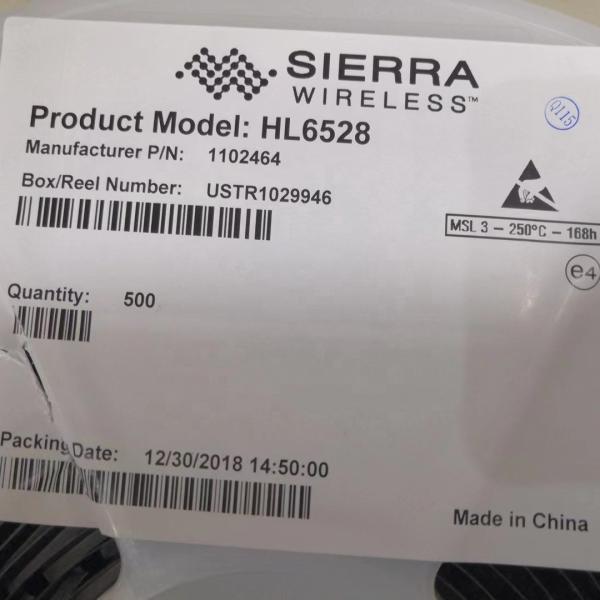 SIERRA
WIRELESS™
Product Model: HL6528
Q115
Manufacturer P/N: 1102464
Box/Reel Number: USTR1029946
MSL 3 – 250°C – 168h
e4
Quantity: 500
Packing Date: 12/30/2018 14:50:00
Made in China